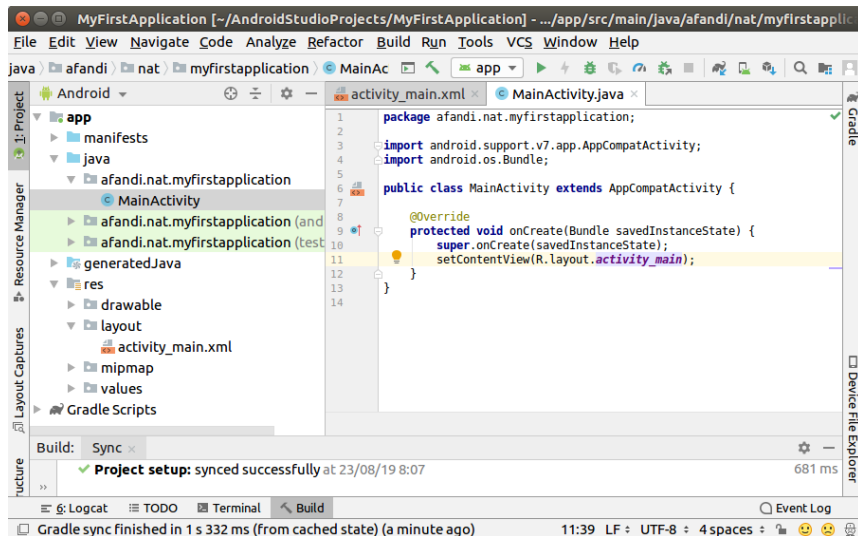 MyFirstApplication [~/AndroidStudioProjects/MyFirstApplication] - .../app/src/main/java/afandi/nat/myfirstapplic
File Edit View Navigate Code Analyze Refactor Build Run Tools VCS Window Help
java afandi nat myfirstapplication MainAc app
1: Project
Resource Manager
Layout Captures
ructure
Android
app
manifests
java
afandi.nat.myfirstapplication
MainActivity
afandi.nat.myfirstapplication (and
afandi.nat.myfirstapplication (test
generatedJava
res
drawable
layout
activity_main.xml
mipmap
values
Gradle Scripts
activity_main.xml MainActivity.java
1 package afandi.nat.myfirstapplication;
2
3 import android.support.v7.app.AppCompatActivity;
4 import android.os.Bundle;
5
6 public class MainActivity extends AppCompatActivity {
7
8 @Override
9 protected void onCreate(Bundle savedInstanceState) {
10 super.onCreate(savedInstanceState);
11 setContentView(R.layout.activity_main);
12 }
13 }
14
Gradle
Device File Explorer
Build: Sync
Project setup: synced successfully at 23/08/19 8:07 681 ms
6: Logcat TODO Terminal Build Event Log
Gradle sync finished in 1 s 332 ms (from cached state) (a minute ago) 11:39 LF UTF-8 4 spaces